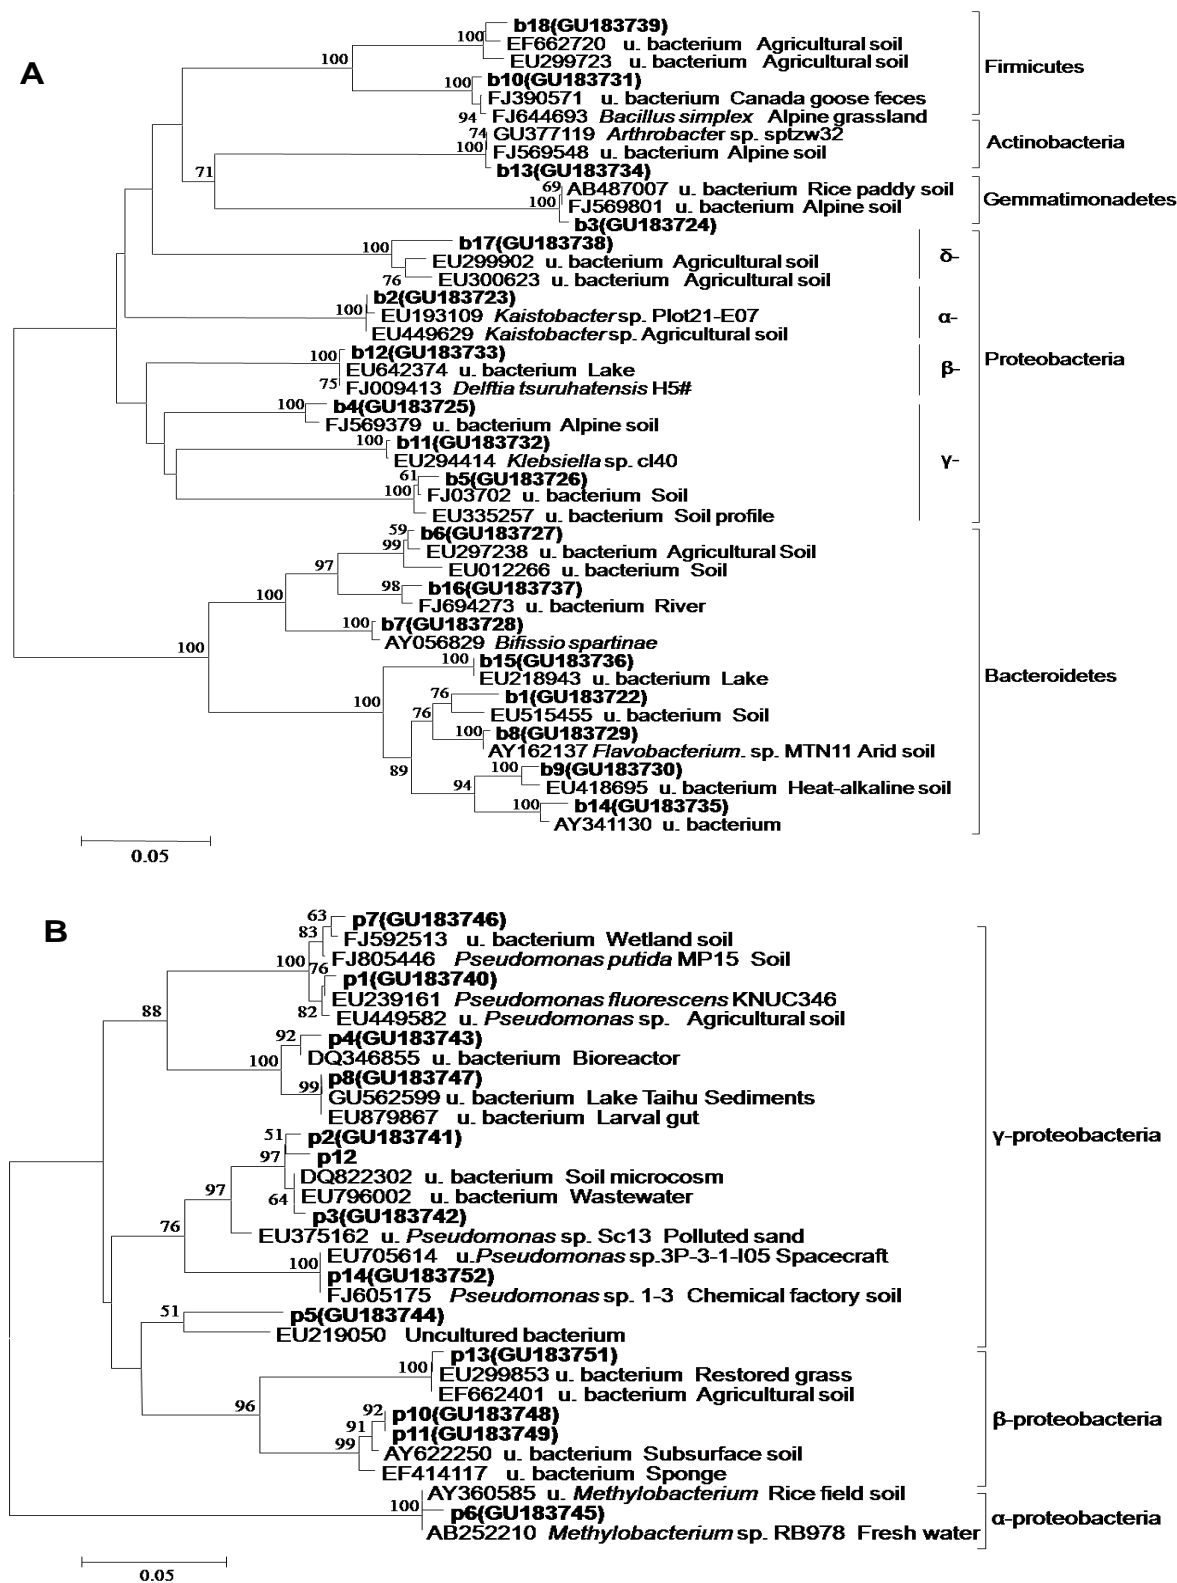 A
100
b18(GU183739)
EF662720 u. bacterium Agricultural soil
EU299723 u. bacterium Agricultural soil
100
100
b10(GU183731)
FJ390571 u. bacterium Canada goose feces
94
FJ644693 Bacillus simplex Alpine grassland
Firmicutes
74
GU377119 Arthrobacter sp. sptzw32
100
FJ569548 u. bacterium Alpine soil
b13(GU183734)
Actinobacteria
71
69
AB487007 u. bacterium Rice paddy soil
100
FJ569801 u. bacterium Alpine soil
b3(GU183724)
Gemmatimonadetes
100
b17(GU183738)
EU299902 u. bacterium Agricultural soil
76
EU300623 u. bacterium Agricultural soil
δ-
b2(GU183723)
100
EU193109 Kaistobacter sp. Plot21-E07
EU449629 Kaistobacter sp. Agricultural soil
α-
100
b12(GU183733)
EU642374 u. bacterium Lake
75
FJ009413 Delftia tsuruhatensis H5#
β-
Proteobacteria
100
b4(GU183725)
FJ569379 u. bacterium Alpine soil
100
b11(GU183732)
EU294414 Klebsiella sp. cl40
61
b5(GU183726)
100
FJ03702 u. bacterium Soil
EU335257 u. bacterium Soil profile
γ-
59
b6(GU183727)
99
EU297238 u. bacterium Agricultural Soil
97
EU012266 u. bacterium Soil
98
b16(GU183737)
100
FJ694273 u. bacterium River
100
b7(GU183728)
AY056829 Bifissio spartinae
100
100
b15(GU183736)
EU218943 u. bacterium Lake
Bacteroidetes
100
76
b1(GU183722)
76
EU515455 u. bacterium Soil
100
b8(GU183729)
AY162137 Flavobacterium. sp. MTN11 Arid soil
89
100
b9(GU183730)
94
EU418695 u. bacterium Heat-alkaline soil
100
b14(GU183735)
AY341130 u. bacterium
0.05
B
63
p7(GU183746)
83
FJ592513 u. bacterium Wetland soil
100
FJ805446 Pseudomonas putida MP15 Soil
76
p1(GU183740)
EU239161 Pseudomonas fluorescens KNUC346
82
EU449582 u. Pseudomonas sp. Agricultural soil
88
92
p4(GU183743)
100
DQ346855 u. bacterium Bioreactor
p8(GU183747)
99
GU562599 u. bacterium Lake Taihu Sediments
EU879867 u. bacterium Larval gut
γ-proteobacteria
51
p2(GU183741)
97
p12
DQ822302 u. bacterium Soil microcosm
97
64
EU796002 u. bacterium Wastewater
p3(GU183742)
76
EU375162 u. Pseudomonas sp. Sc13 Polluted sand
EU705614 u.Pseudomonas sp.3P-3-1-I05 Spacecraft
100
p14(GU183752)
FJ605175 Pseudomonas sp. 1-3 Chemical factory soil
51
p5(GU183744)
EU219050 Uncultured bacterium
p13(GU183751)
100
EU299853 u. bacterium Restored grass
EF662401 u. bacterium Agricultural soil
96
92
p10(GU183748)
β-proteobacteria
91
p11(GU183749)
99
AY622250 u. bacterium Subsurface soil
EF414117 u. bacterium Sponge
AY360585 u. Methylobacterium Rice field soil
100
p6(GU183745)
α-proteobacteria
AB252210 Methylobacterium sp. RB978 Fresh water
0.05